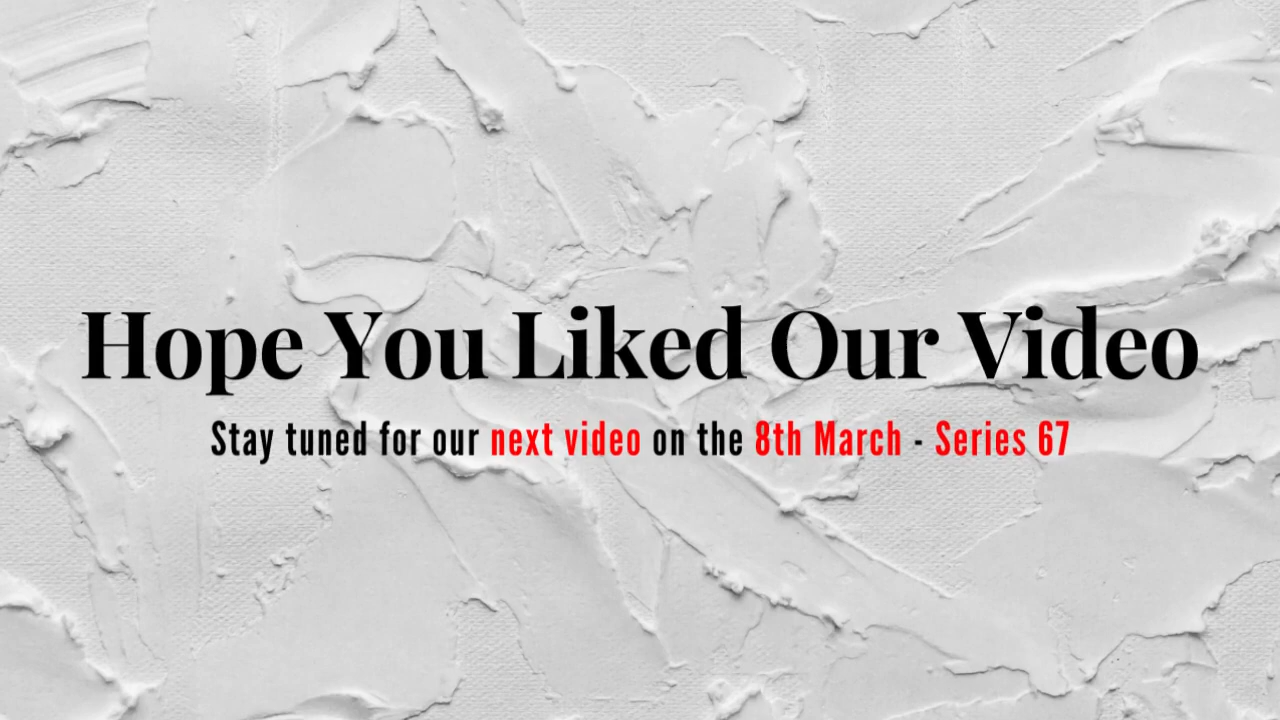 Hope You Liked Our Video
Stay tuned for our next video on the 8th March - Series 67